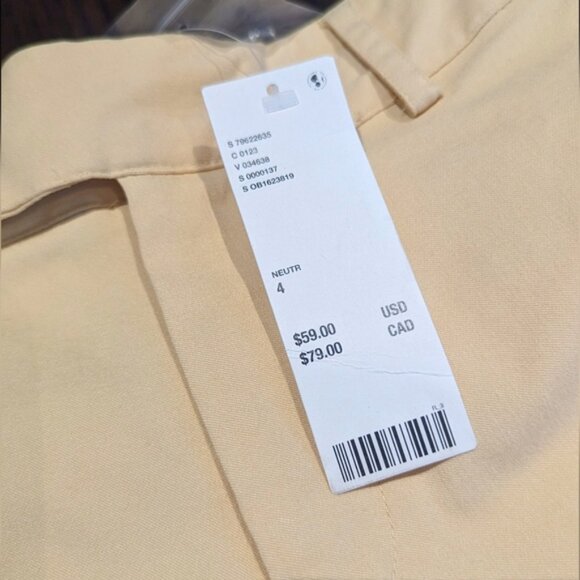 S 79622635
C 0123
V 034638
S 0000137
S OB1623819
NEUTR
4
$59.00 USD
$79.00 CAD